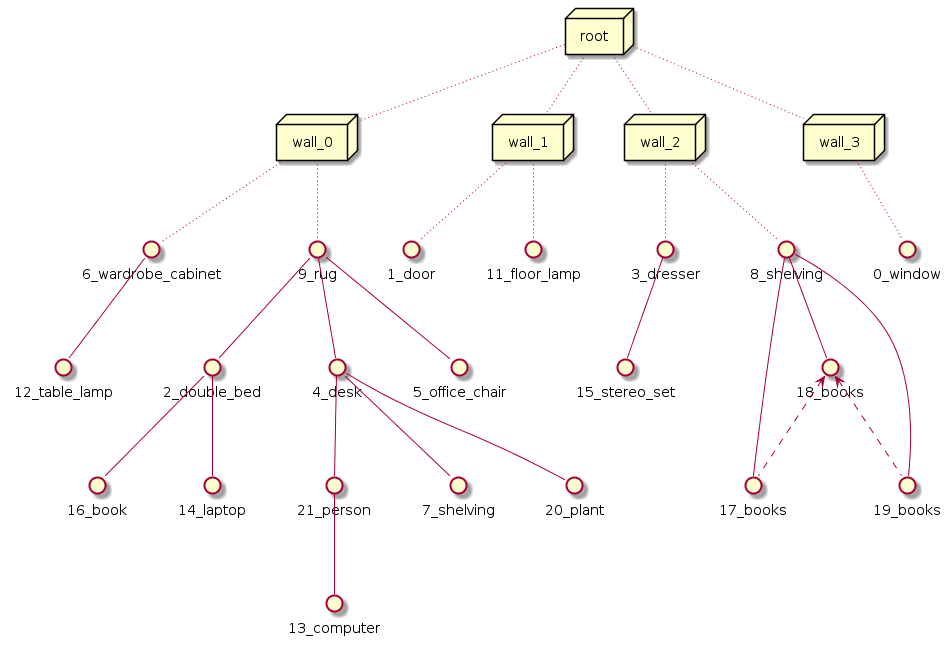 root
wall_0
wall_1
wall_2
wall_3
6_wardrobe_cabinet
9_rug
1_door
11_floor_lamp
3_dresser
8_shelving
0_window
12_table_lamp
2_double_bed
4_desk
5_office_chair
15_stereo_set
18_books
16_book
14_laptop
21_person
7_shelving
20_plant
17_books
19_books
13_computer